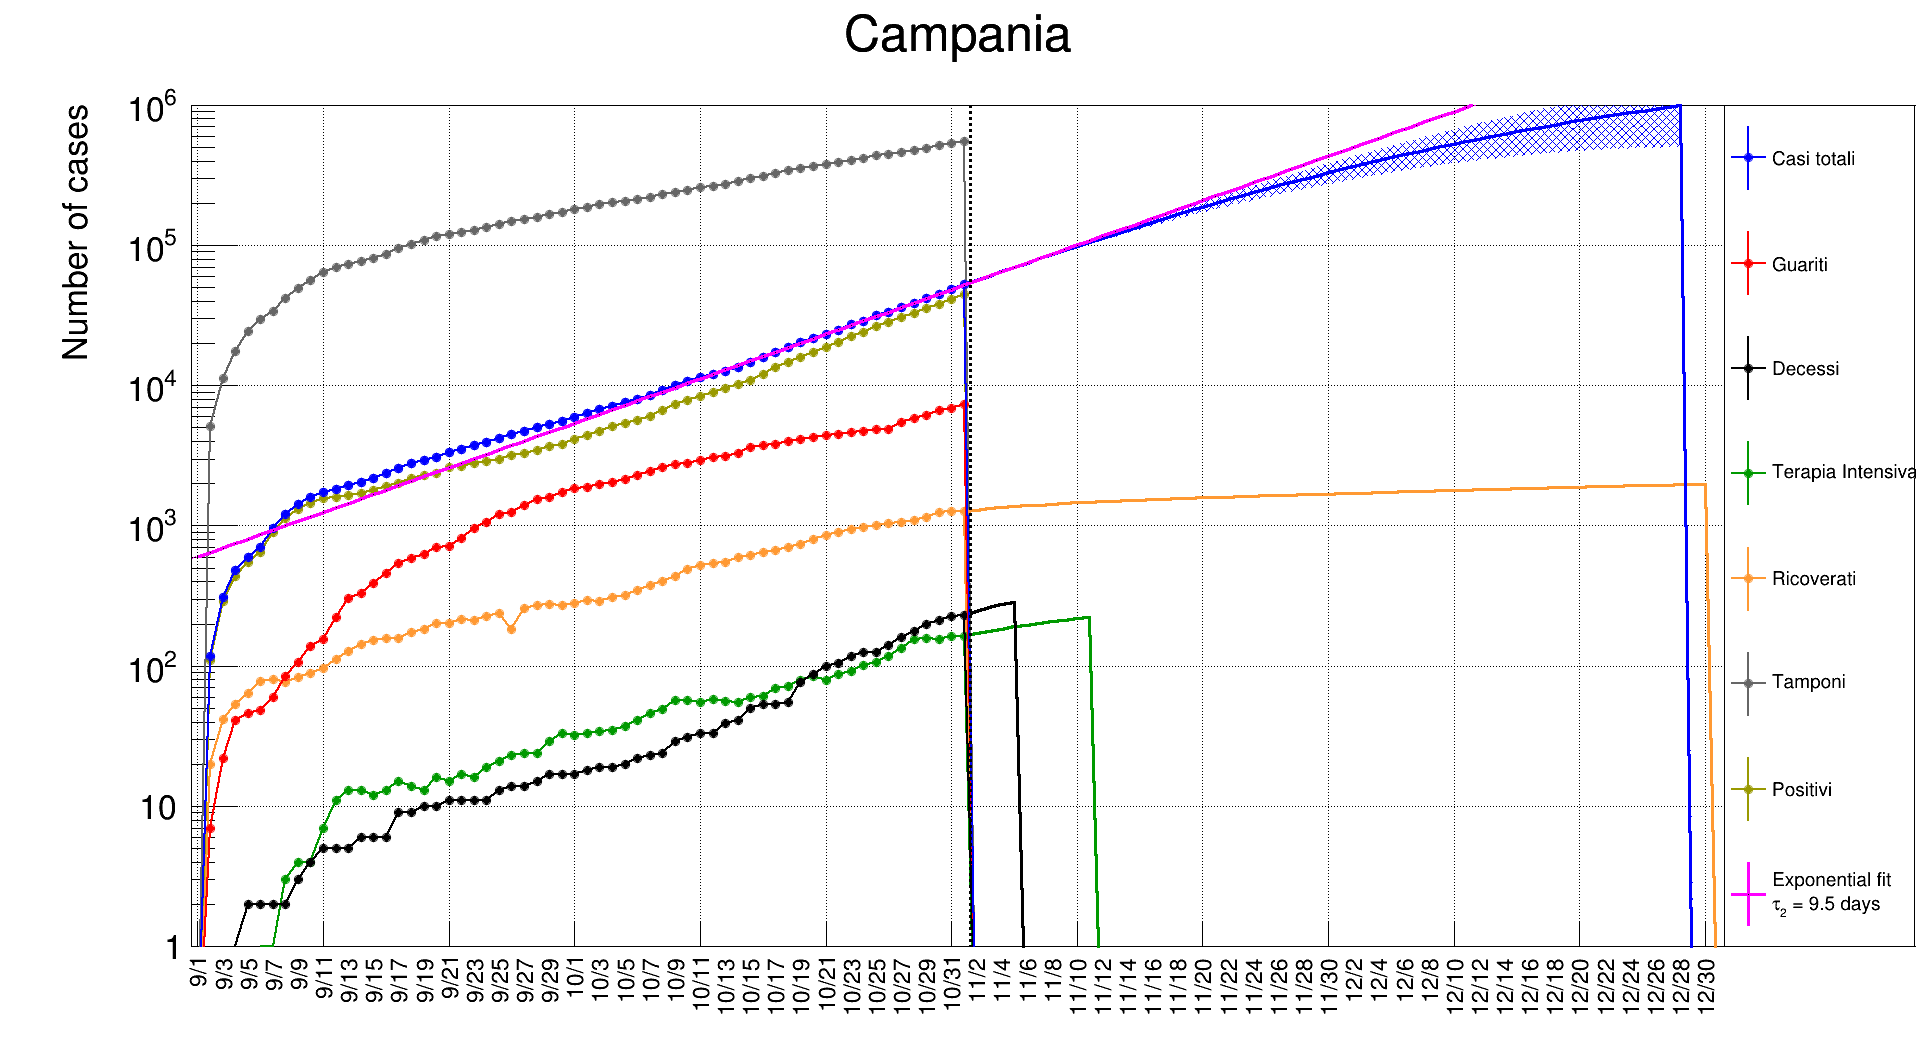 Campania
Number of cases
10^6
10^5
10^4
10^3
10^2
10
1
9/1 9/3 9/5 9/7 9/9 9/11 9/13 9/15 9/17 9/19 9/21 9/23 9/25 9/27 9/29 10/1 10/3 10/5 10/7 10/9 10/11 10/13 10/15 10/17 10/19 10/21 10/23 10/25 10/27 10/29 10/31 11/2 11/4 11/6 11/8 11/10 11/12 11/14 11/16 11/18 11/20 11/22 11/24 11/26 11/28 11/30 12/2 12/4 12/6 12/8 12/10 12/12 12/14 12/16 12/18 12/20 12/22 12/24 12/26 12/28 12/30
Casi totali
Guariti
Decessi
Terapia Intensiva
Ricoverati
Tamponi
Positivi
Exponential fit
τ₂ = 9.5 days